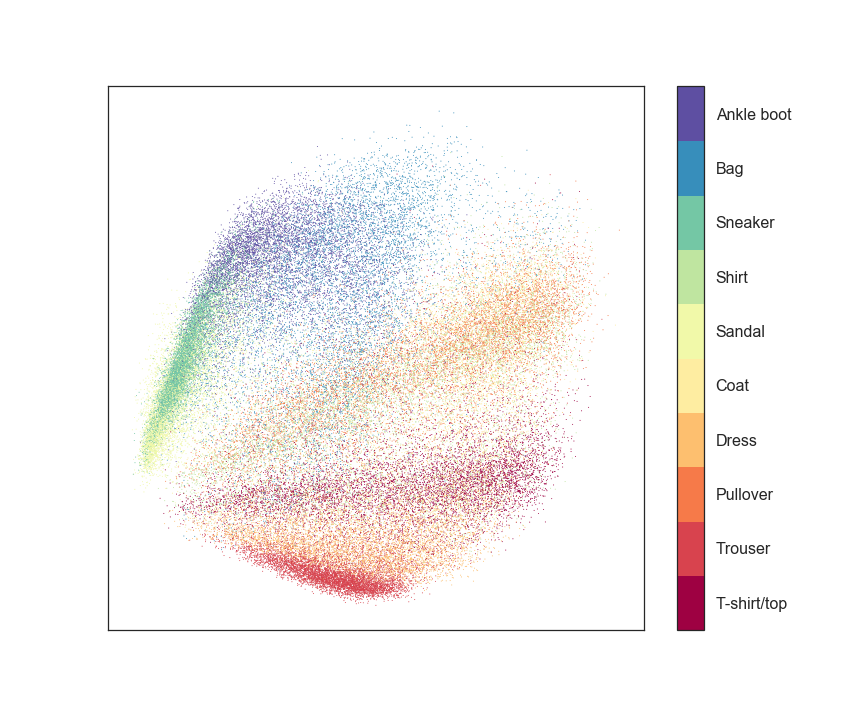 Ankle boot
Bag
Sneaker
Shirt
Sandal
Coat
Dress
Pullover
Trouser
T-shirt/top